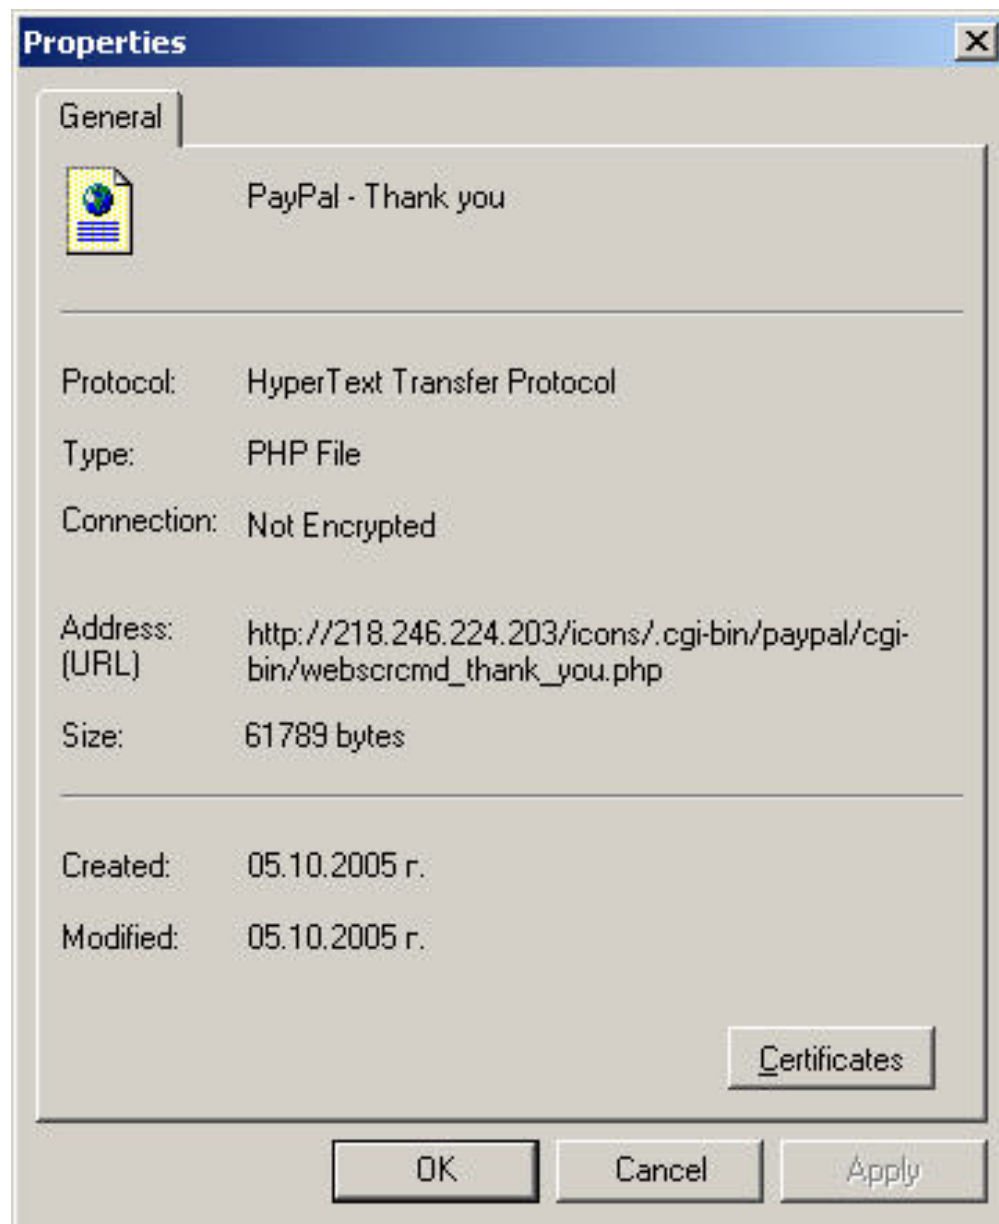 Properties
General
PayPal - Thank you
Protocol: HyperText Transfer Protocol
Type: PHP File
Connection: Not Encrypted
Address: http://218.246.224.203/icons/.cgi-bin/paypal/cgi-
(URL) bin/webscrcmd_thank_you.php
Size: 61789 bytes
Created: 05.10.2005 г.
Modified: 05.10.2005 г.
Certificates
OK Cancel Apply